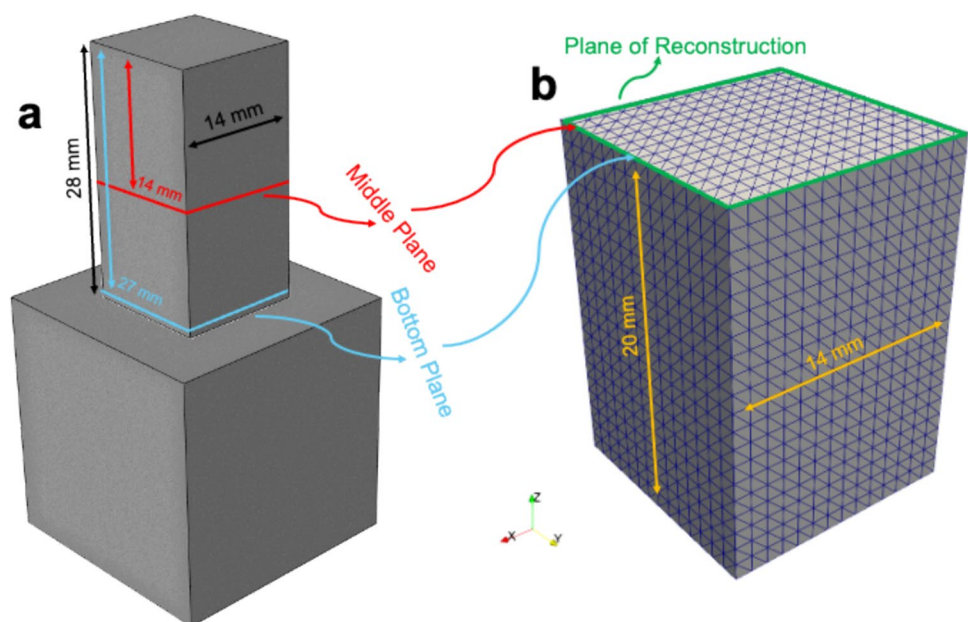 a
28 mm
14 mm
14 mm
27 mm
Middle Plane
Bottom Plane
Plane of Reconstruction
b
20 mm
14 mm
Z
X
Y